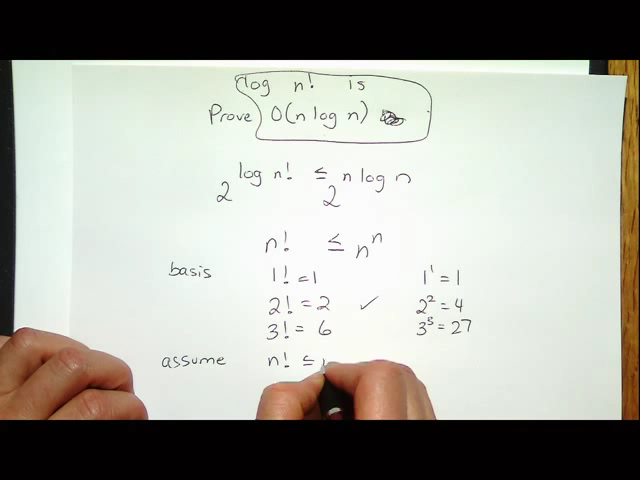 log n! is
Prove O(n log n)
2^{log n!} ≤ 2^{n log n}
n! ≤ n^n
basis 1! = 1 1^1 = 1
2! = 2 ✓ 2^2 = 4
3! = 6 3^3 = 27
assume n! ≤